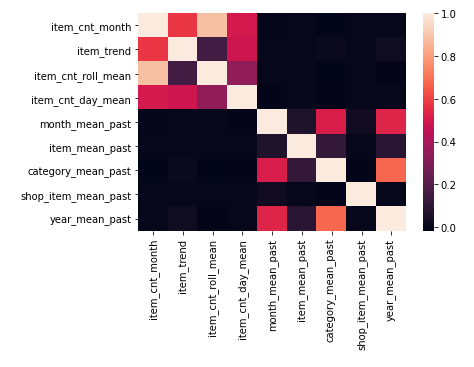 item_cnt_month
item_trend
item_cnt_roll_mean
item_cnt_day_mean
month_mean_past
item_mean_past
category_mean_past
shop_item_mean_past
year_mean_past
item_cnt_month
item_trend
item_cnt_roll_mean
item_cnt_day_mean
month_mean_past
item_mean_past
category_mean_past
shop_item_mean_past
year_mean_past
1.0
0.8
0.6
0.4
0.2
0.0